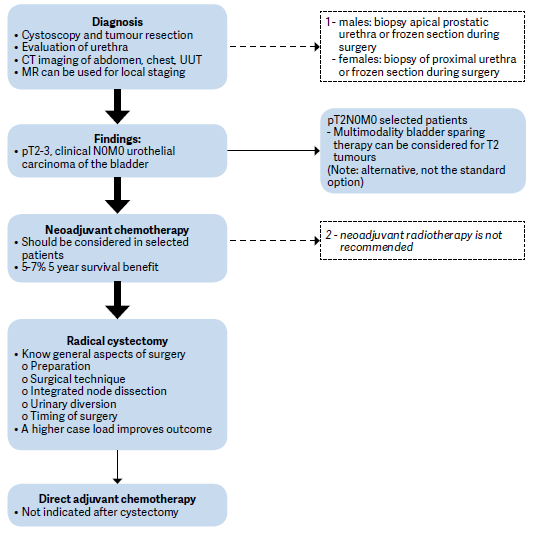 Diagnosis
• Cystoscopy and tumour resection
• Evaluation of urethra
• CT imaging of abdomen, chest, UUT
• MR can be used for local staging
1 - males: biopsy apical prostatic
urethra or frozen section during
surgery
- females: biopsy of proximal urethra
or frozen section during surgery
Findings:
• pT2-3, clinical N0M0 urothelial
carcinoma of the bladder
pT2N0M0 selected patients
- Multimodality bladder sparing
therapy can be considered for T2
tumours
(Note: alternative, not the standard
option)
Neoadjuvant chemotherapy
• Should be considered in selected
patients
• 5-7% 5 year survival benefit
2 - neoadjuvant radiotherapy is not
recommended
Radical cystectomy
• Know general aspects of surgery
o Preparation
o Surgical technique
o Integrated node dissection
o Urinary diversion
o Timing of surgery
• A higher case load improves outcome
Direct adjuvant chemotherapy
• Not indicated after cystectomy